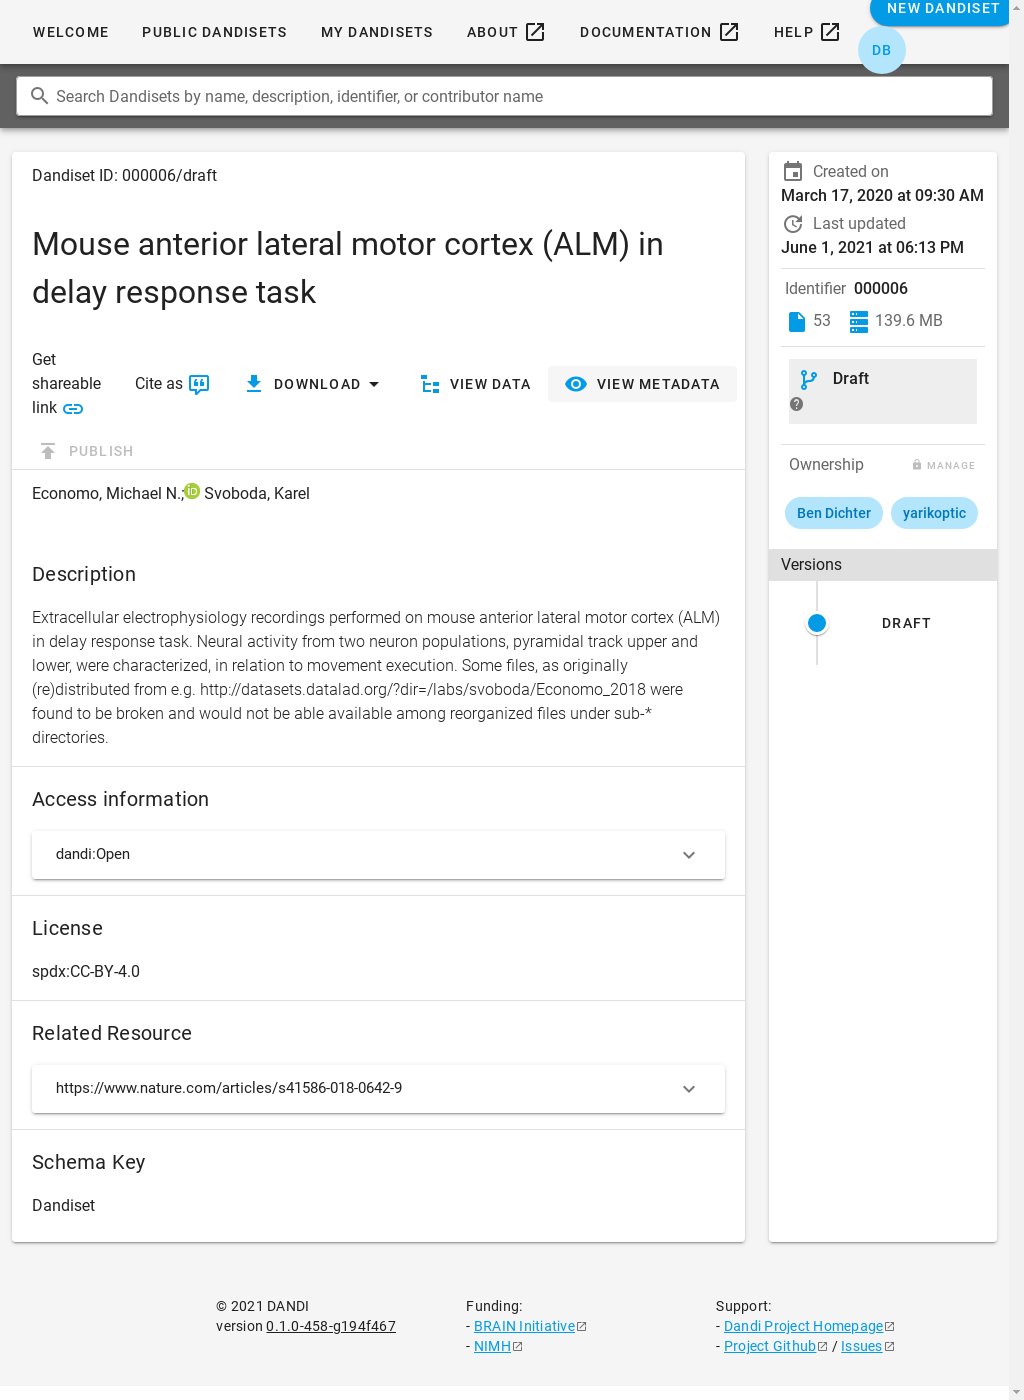 WELCOME
PUBLIC DANDISETS
MY DANDISETS
ABOUT
DOCUMENTATION
HELP
NEW DANDISET
DB
Search Dandisets by name, description, identifier, or contributor name
Dandiset ID: 000006/draft
Mouse anterior lateral motor cortex (ALM) in
delay response task
Get
shareable
link
Cite as
DOWNLOAD
VIEW DATA
VIEW METADATA
PUBLISH
Economo, Michael N.; iD Svoboda, Karel
Description
Extracellular electrophysiology recordings performed on mouse anterior lateral motor cortex (ALM)
in delay response task. Neural activity from two neuron populations, pyramidal track upper and
lower, were characterized, in relation to movement execution. Some files, as originally
(re)distributed from e.g. http://datasets.datalad.org/?dir=/labs/svoboda/Economo_2018 were
found to be broken and would not be able available among reorganized files under sub-*
directories.
Access information
dandi:Open
License
spdx:CC-BY-4.0
Related Resource
https://www.nature.com/articles/s41586-018-0642-9
Schema Key
Dandiset
Created on
March 17, 2020 at 09:30 AM
Last updated
June 1, 2021 at 06:13 PM
Identifier 000006
53 139.6 MB
Draft
Ownership
MANAGE
Ben Dichter
yarikoptic
Versions
DRAFT
© 2021 DANDI
version 0.1.0-458-g194f467
Funding:
- BRAIN Initiative
- NIMH
Support:
- Dandi Project Homepage
- Project Github / Issues